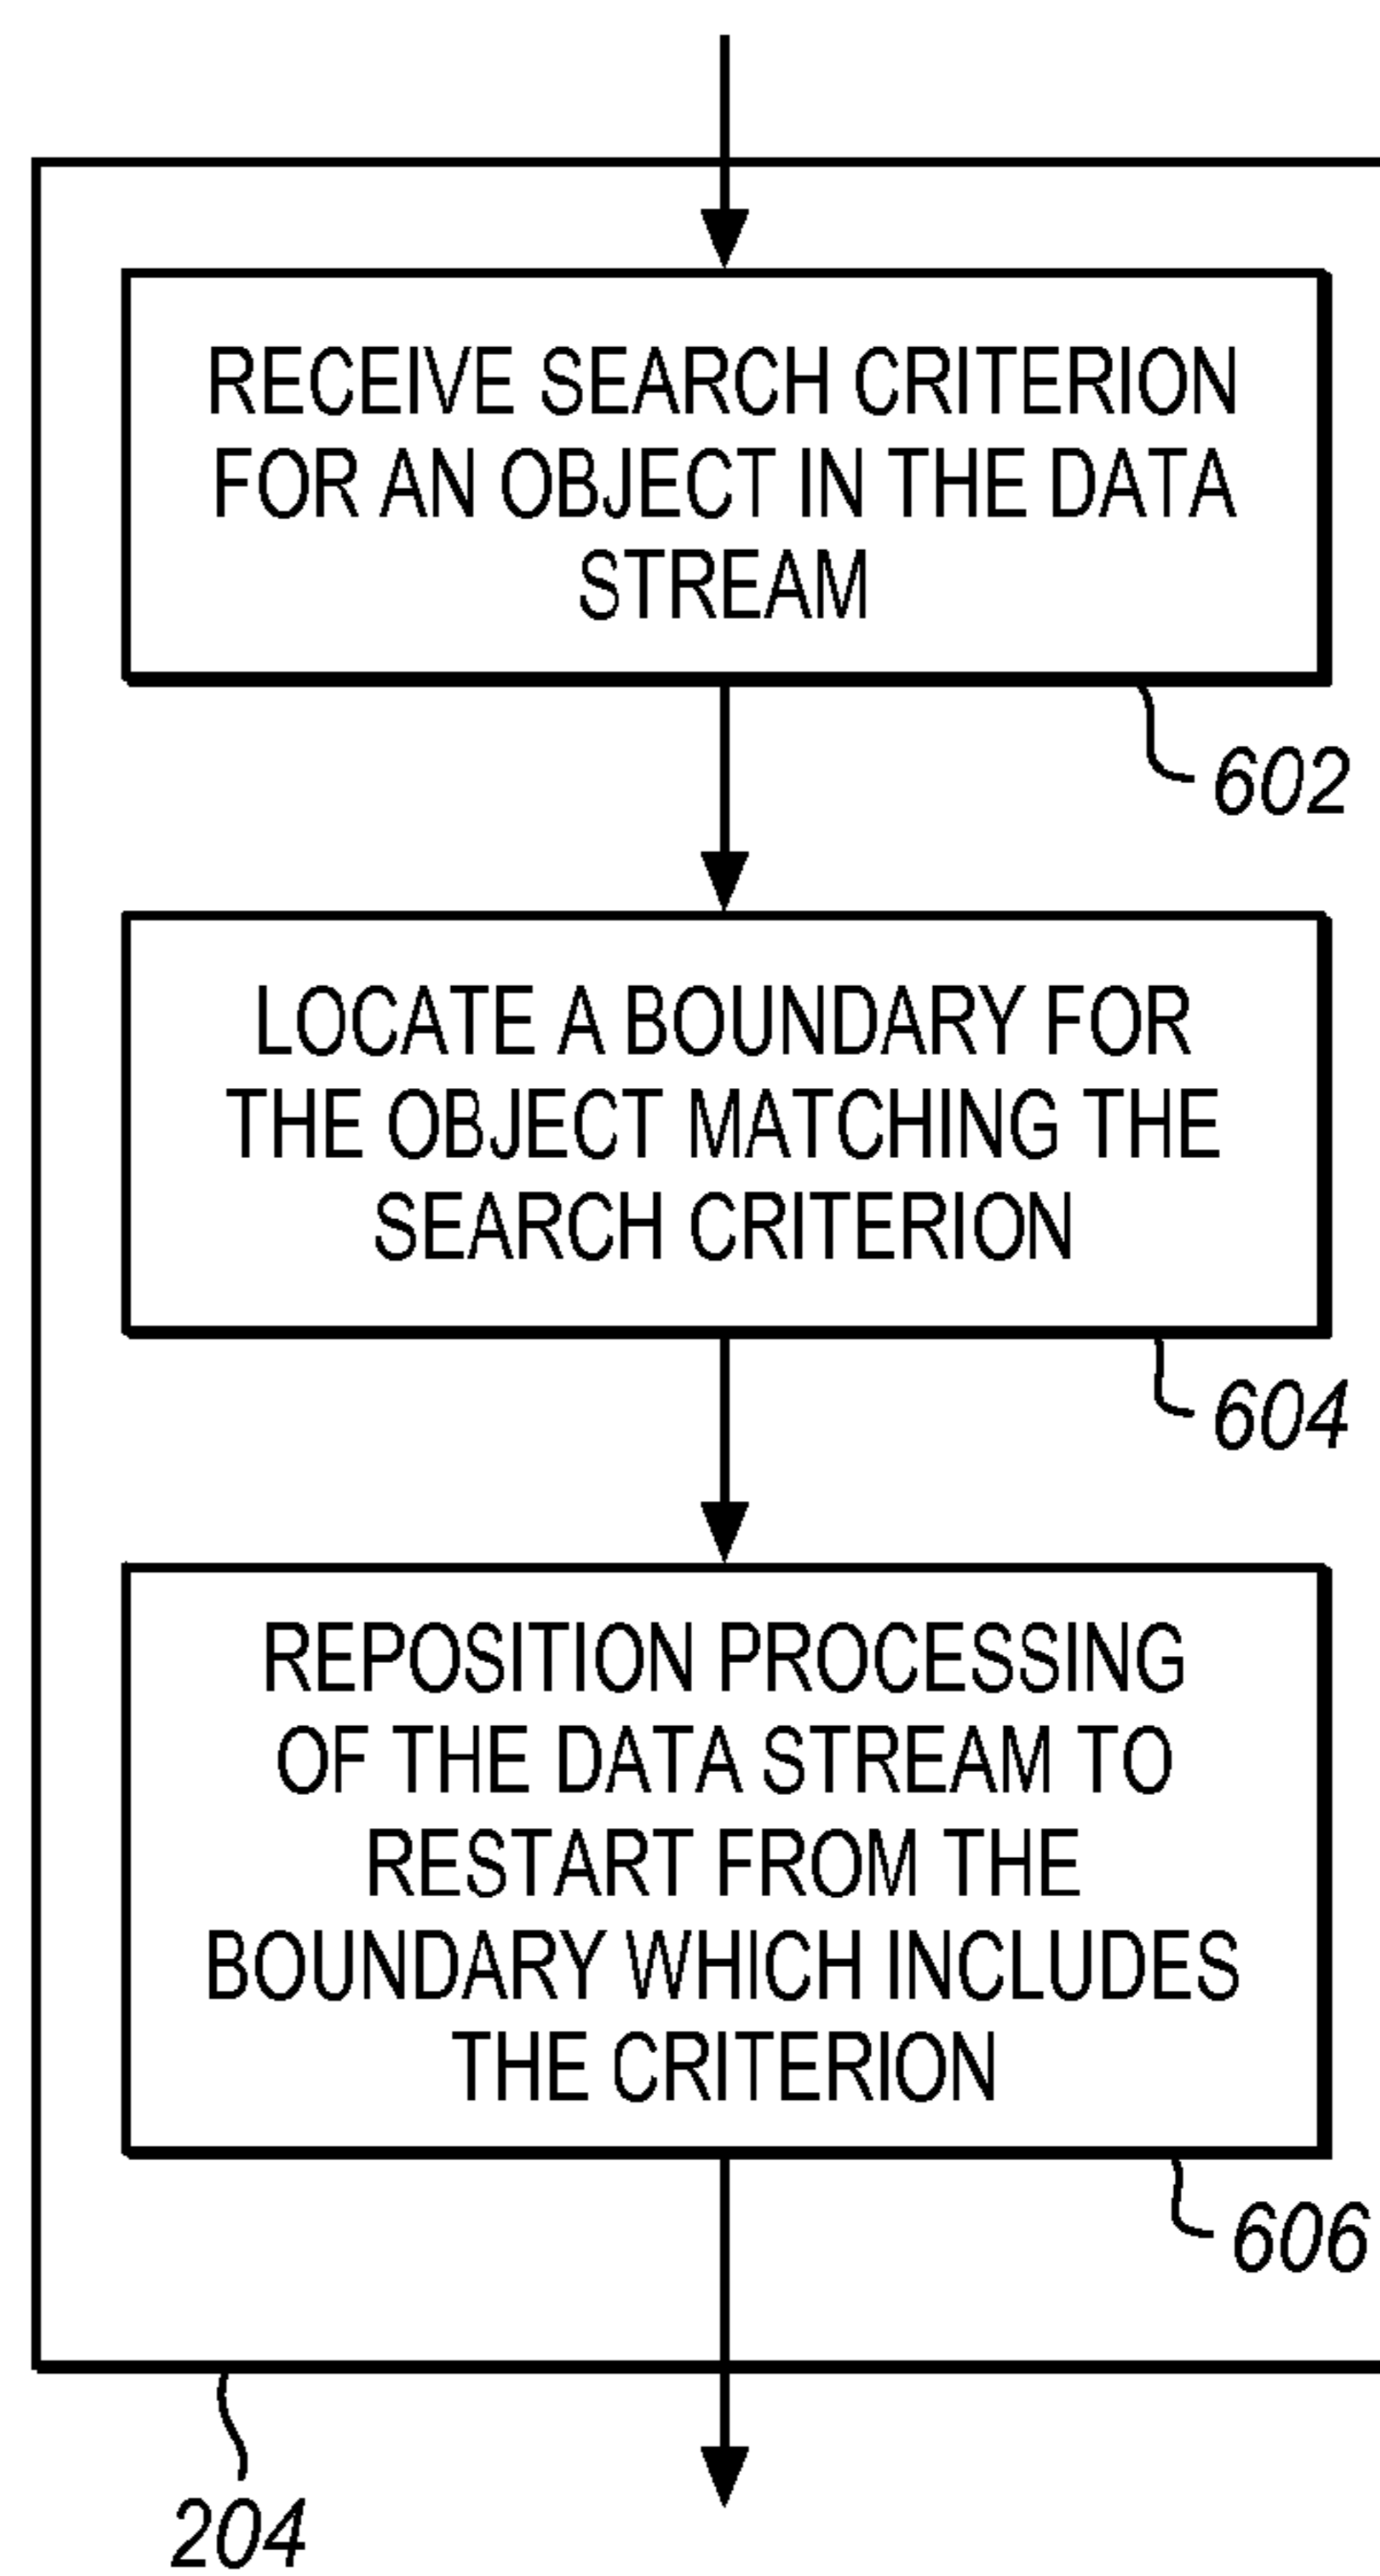 RECEIVE SEARCH CRITERION
FOR AN OBJECT IN THE DATA
STREAM
602
LOCATE A BOUNDARY FOR
THE OBJECT MATCHING THE
SEARCH CRITERION
604
REPOSITION PROCESSING
OF THE DATA STREAM TO
RESTART FROM THE
BOUNDARY WHICH INCLUDES
THE CRITERION
606
204